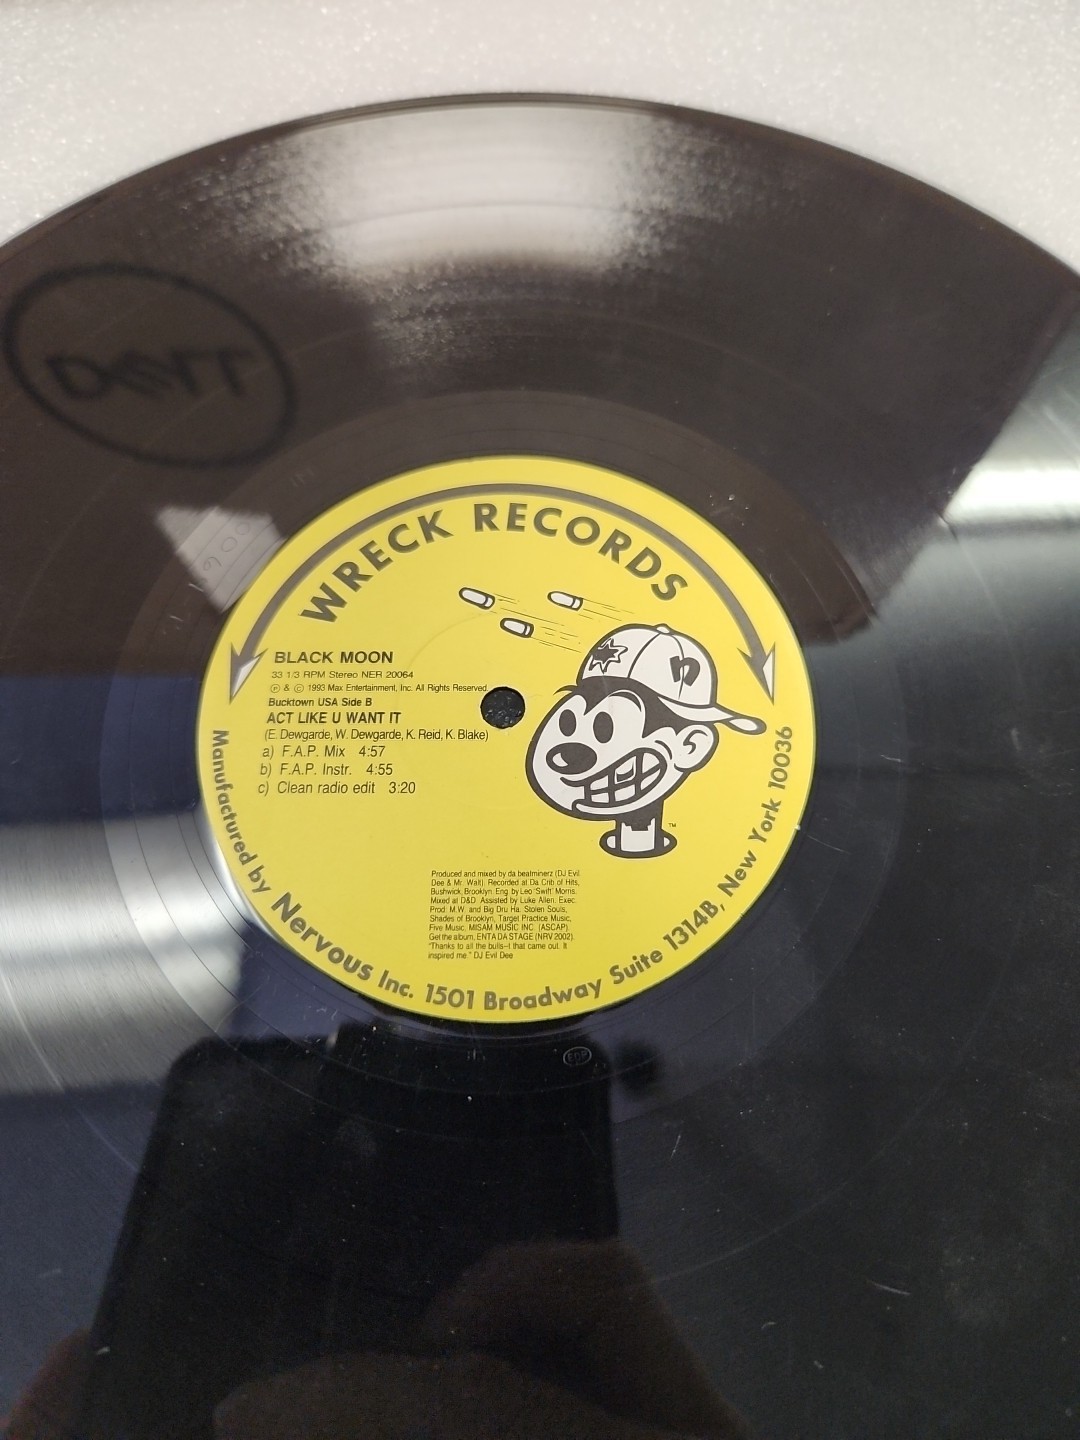 WRECK RECORDS
BLACK MOON
33 1/3 RPM Stereo NER 20064
℗ & © 1993 Max Entertainment, Inc. All Rights Reserved.
Bucktown USA Side B
ACT LIKE U WANT IT
(E. Dewgarde, W. Dewgarde, K. Reid, K. Blake)
a) F.A.P. Mix 4:57
b) F.A.P. Instr. 4:55
c) Clean radio edit 3:20
n
TM
Produced and mixed by da beatminerz (DJ Evil
Dee & Mr. Walt). Recorded at Da Crib of Hits,
Bushwick, Brooklyn. Eng. by Leo 'Swift' Morris.
Mixed at D&D. Assisted by Luke Allen. Exec.
Prod: M.W. and Big Dru Ha. Stolen Souls,
Shades of Brooklyn, Target Practice Music,
Five Music, MISAM MUSIC INC (ASCAP).
Get the album, ENTA DA STAGE (NRV 2002).
"Thanks to all the bulls--t that came out. It
inspired me." DJ Evil Dee
Manufactured by Nervous Inc. 1501 Broadway Suite 1314B, New York 10036
EDP